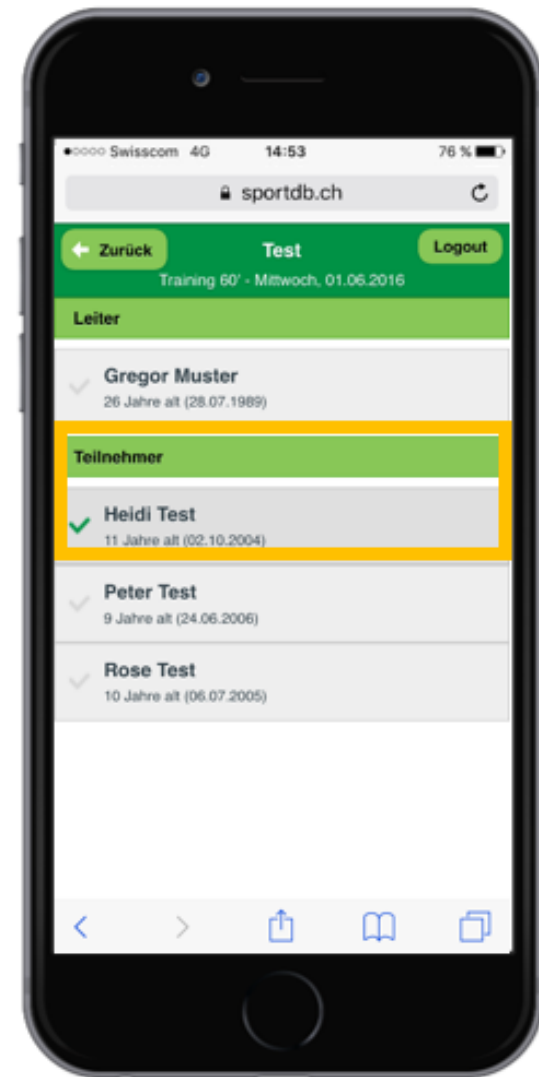 Swisscom 4G 14:53 76 %
sportdb.ch
Zurück Test Logout
Training 60' - Mittwoch, 01.06.2016
Leiter
Gregor Muster
26 Jahre alt (28.07.1989)
Teilnehmer
Heidi Test
11 Jahre alt (02.10.2004)
Peter Test
9 Jahre alt (24.06.2006)
Rose Test
10 Jahre alt (06.07.2005)